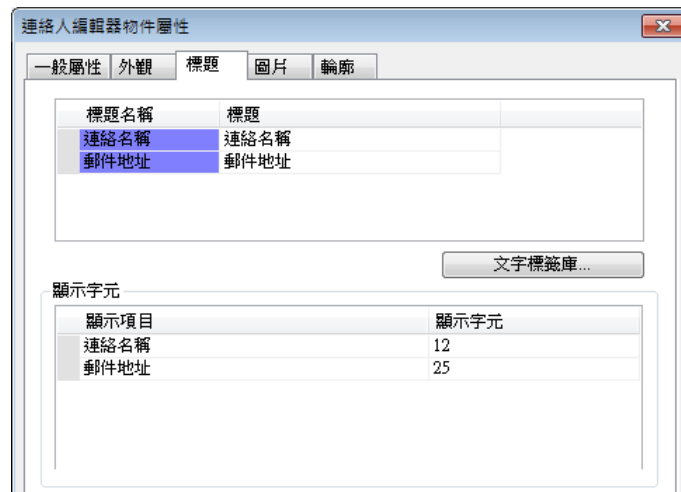 連絡人編輯器物件屬性
一般屬性 外觀 標題 圖片 輪廓
標題名稱 標題
連絡名稱 連絡名稱
郵件地址 郵件地址
文字標籤庫...
顯示字元
顯示項目 顯示字元
連絡名稱 12
郵件地址 25